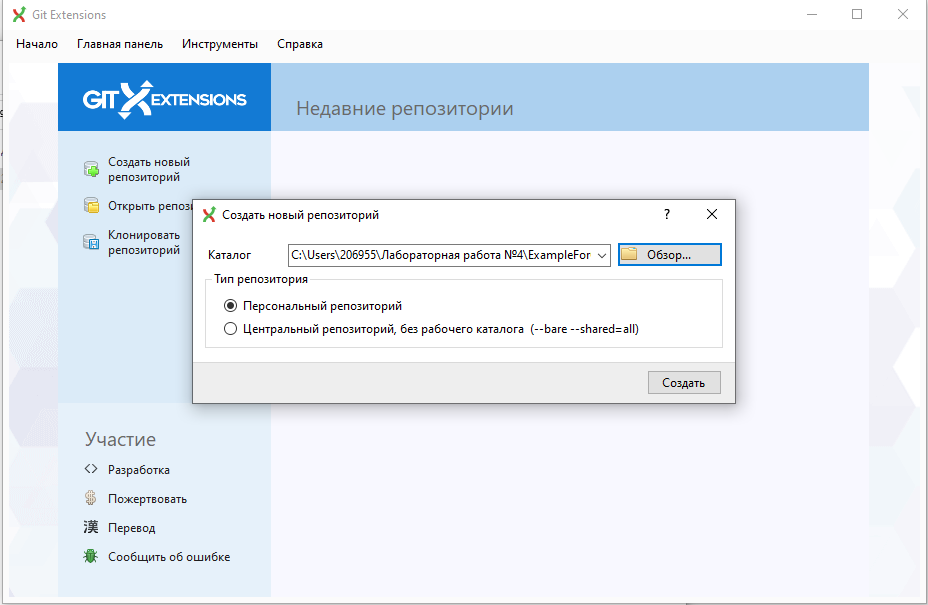 Git Extensions
Начало Главная панель Инструменты Справка
GIT EXTENSIONS
Недавние репозитории
Создать новый
репозиторий
Открыть
Клонировать
репозиторий
Создать новый репозиторий ?
Каталог C:\Users\206955\Лабораторная работа №4\ExampleFor Обзор...
Тип репозитория
Персональный репозиторий
Центральный репозиторий, без рабочего каталога (--bare --shared=all)
Создать
Участие
Разработка
Пожертвовать
漢 Перевод
Сообщить об ошибке